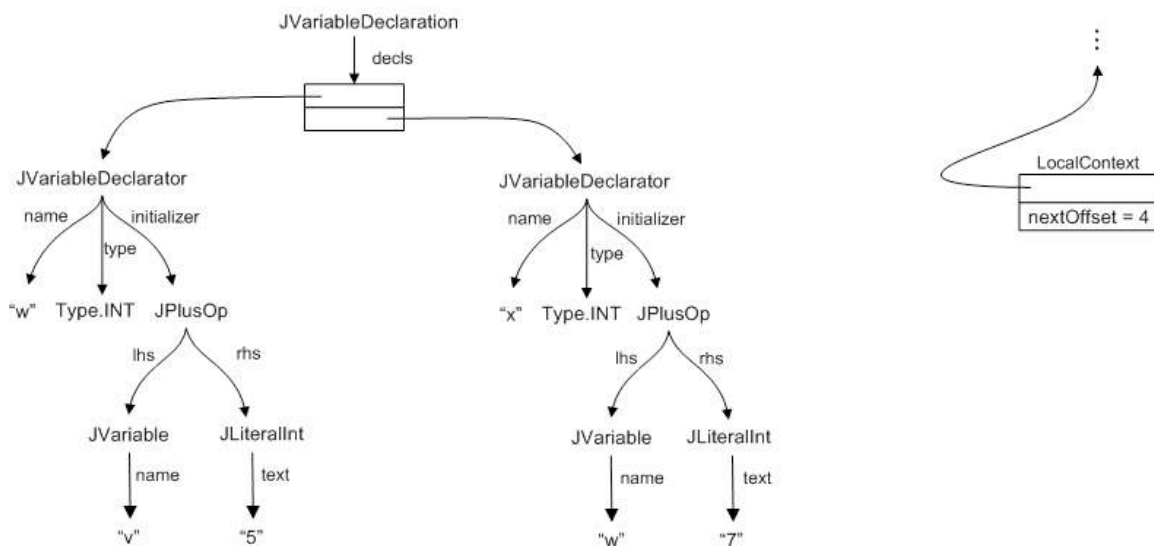 JVariableDeclaration
decls
LocalContext
JVariableDeclarator JVariableDeclarator
nextOffset = 4
name initializer name initializer
type type
“w” Type.INT JPlusOp “x” Type.INT JPlusOp
lhs rhs lhs rhs
JVariable JLiteralInt JVariable JLiteralInt
name text name text
“v” “5” “w” “7”